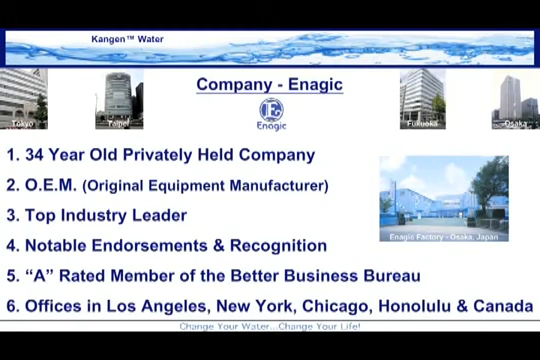 Kangen™ Water
Company - Enagic
Enagic
Tokyo
Taipei
Fukuoka
Osaka
1. 34 Year Old Privately Held Company
2. O.E.M. (Original Equipment Manufacturer)
3. Top Industry Leader
4. Notable Endorsements & Recognition
5. “A” Rated Member of the Better Business Bureau
6. Offices in Los Angeles, New York, Chicago, Honolulu & Canada
Enagic Factory - Osaka, Japan
Change Your Water...Change Your Life!